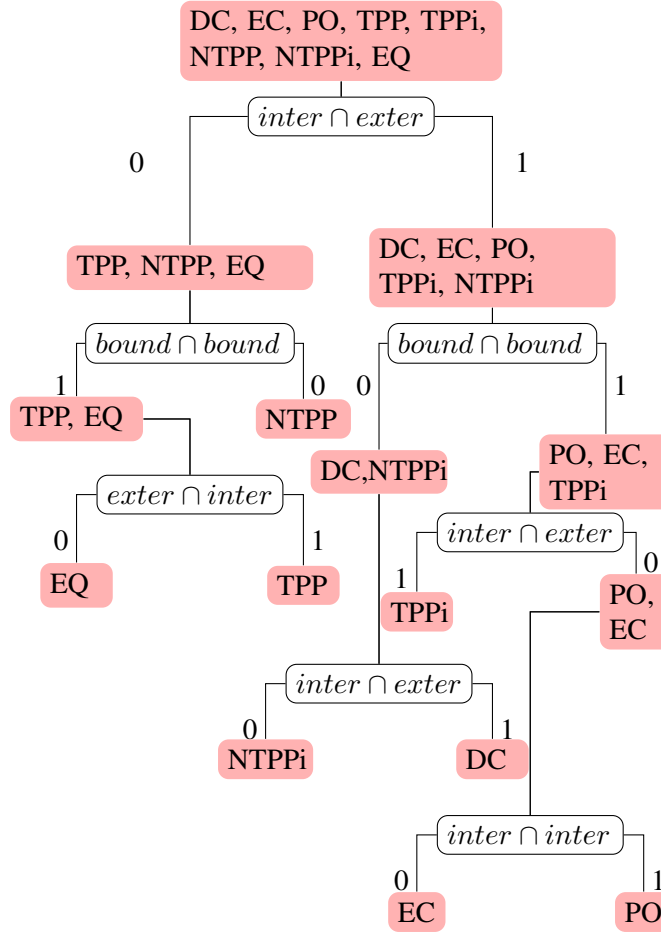 DC, EC, PO, TPP, TPPi,
NTPP, NTPPi, EQ
inter ∩ exter
0
1
TPP, NTPP, EQ
DC, EC, PO,
TPPi, NTPPi
bound ∩ bound
bound ∩ bound
1
0
0
1
TPP, EQ
NTPP
DC,NTPPi
PO, EC,
TPPi
exter ∩ inter
inter ∩ exter
0
1
1
0
EQ
TPP
TPPi
PO,
EC
inter ∩ exter
0
1
NTPPi
DC
inter ∩ inter
0
1
EC
PO